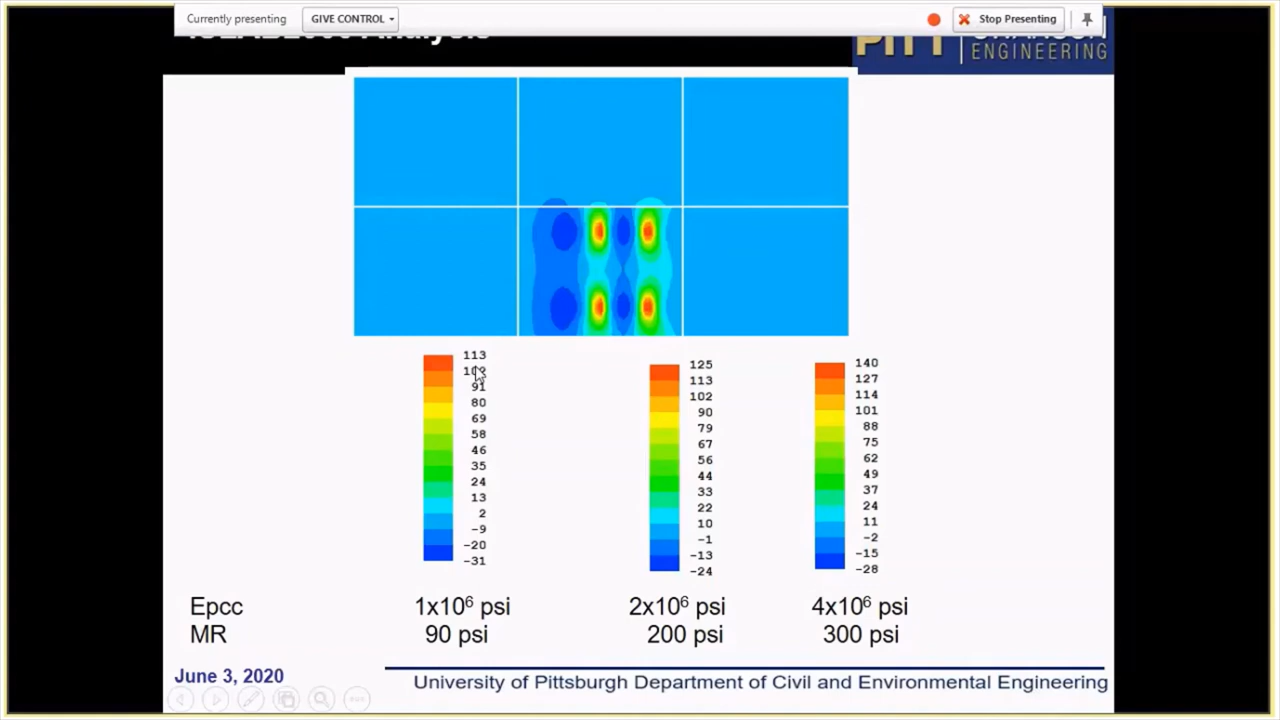 Currently presenting GIVE CONTROL Stop Presenting
PITT ENGINEERING
113 125 140
103 113 127
91 102 114
80 90 101
69 79 88
58 67 75
46 56 62
35 44 49
24 33 37
13 22 24
2 10 11
-9 -1 -2
-20 -13 -15
-31 -24 -28
Epcc 1x10⁶ psi 2x10⁶ psi 4x10⁶ psi
MR 90 psi 200 psi 300 psi
June 3, 2020
University of Pittsburgh Department of Civil and Environmental Engineering